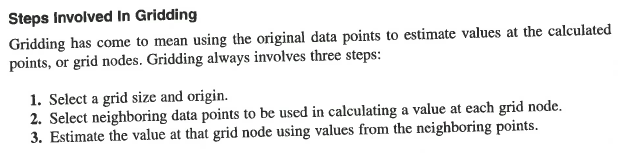 Steps Involved In Gridding
Gridding has come to mean using the original data points to estimate values at the calculated
points, or grid nodes. Gridding always involves three steps:
1. Select a grid size and origin.
2. Select neighboring data points to be used in calculating a value at each grid node.
3. Estimate the value at that grid node using values from the neighboring points.